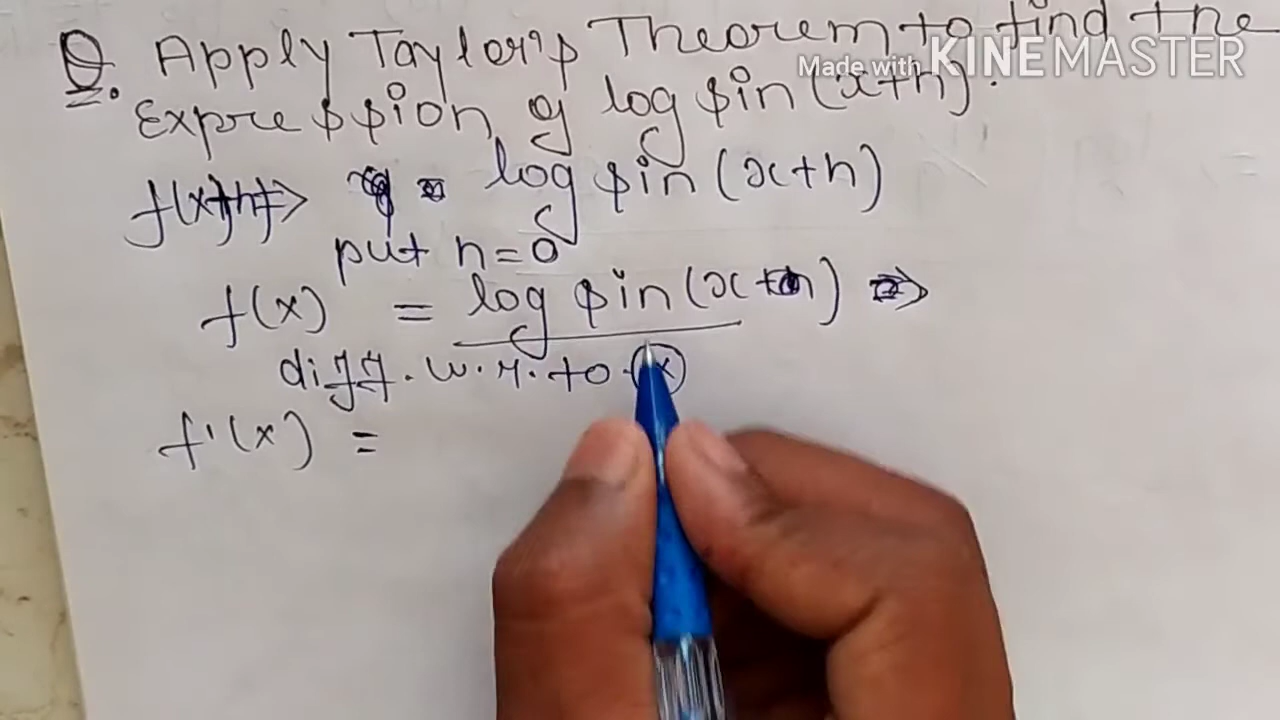 Q. Apply Taylor's Theorem to find the
Made with KINEMASTER
Expression of log sin(x+h).
f(x+h) = log sin(x+h)
put h=0
f(x) = log sin(x+0)
diff. w.r. to. x
f'(x) =